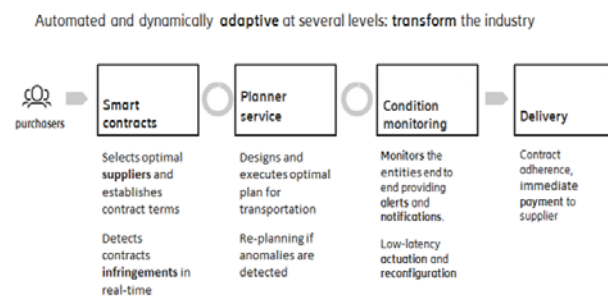 Automated and dynamically adaptive at several levels: transform the industry
purchasers
Smart
contracts
Planner
service
Condition
monitoring
Delivery
Selects optimal
suppliers and
establishes
contract terms
Detects
contracts
infringements in
real-time
Designs and
executes optimal
plan for
transportation
Re-planning if
anomalies are
detected
Monitors the
entities end to
end providing
alerts and
notifications.
Low-latency
actuation and
reconfiguration
Contract
adherence,
immediate
payment to
supplier